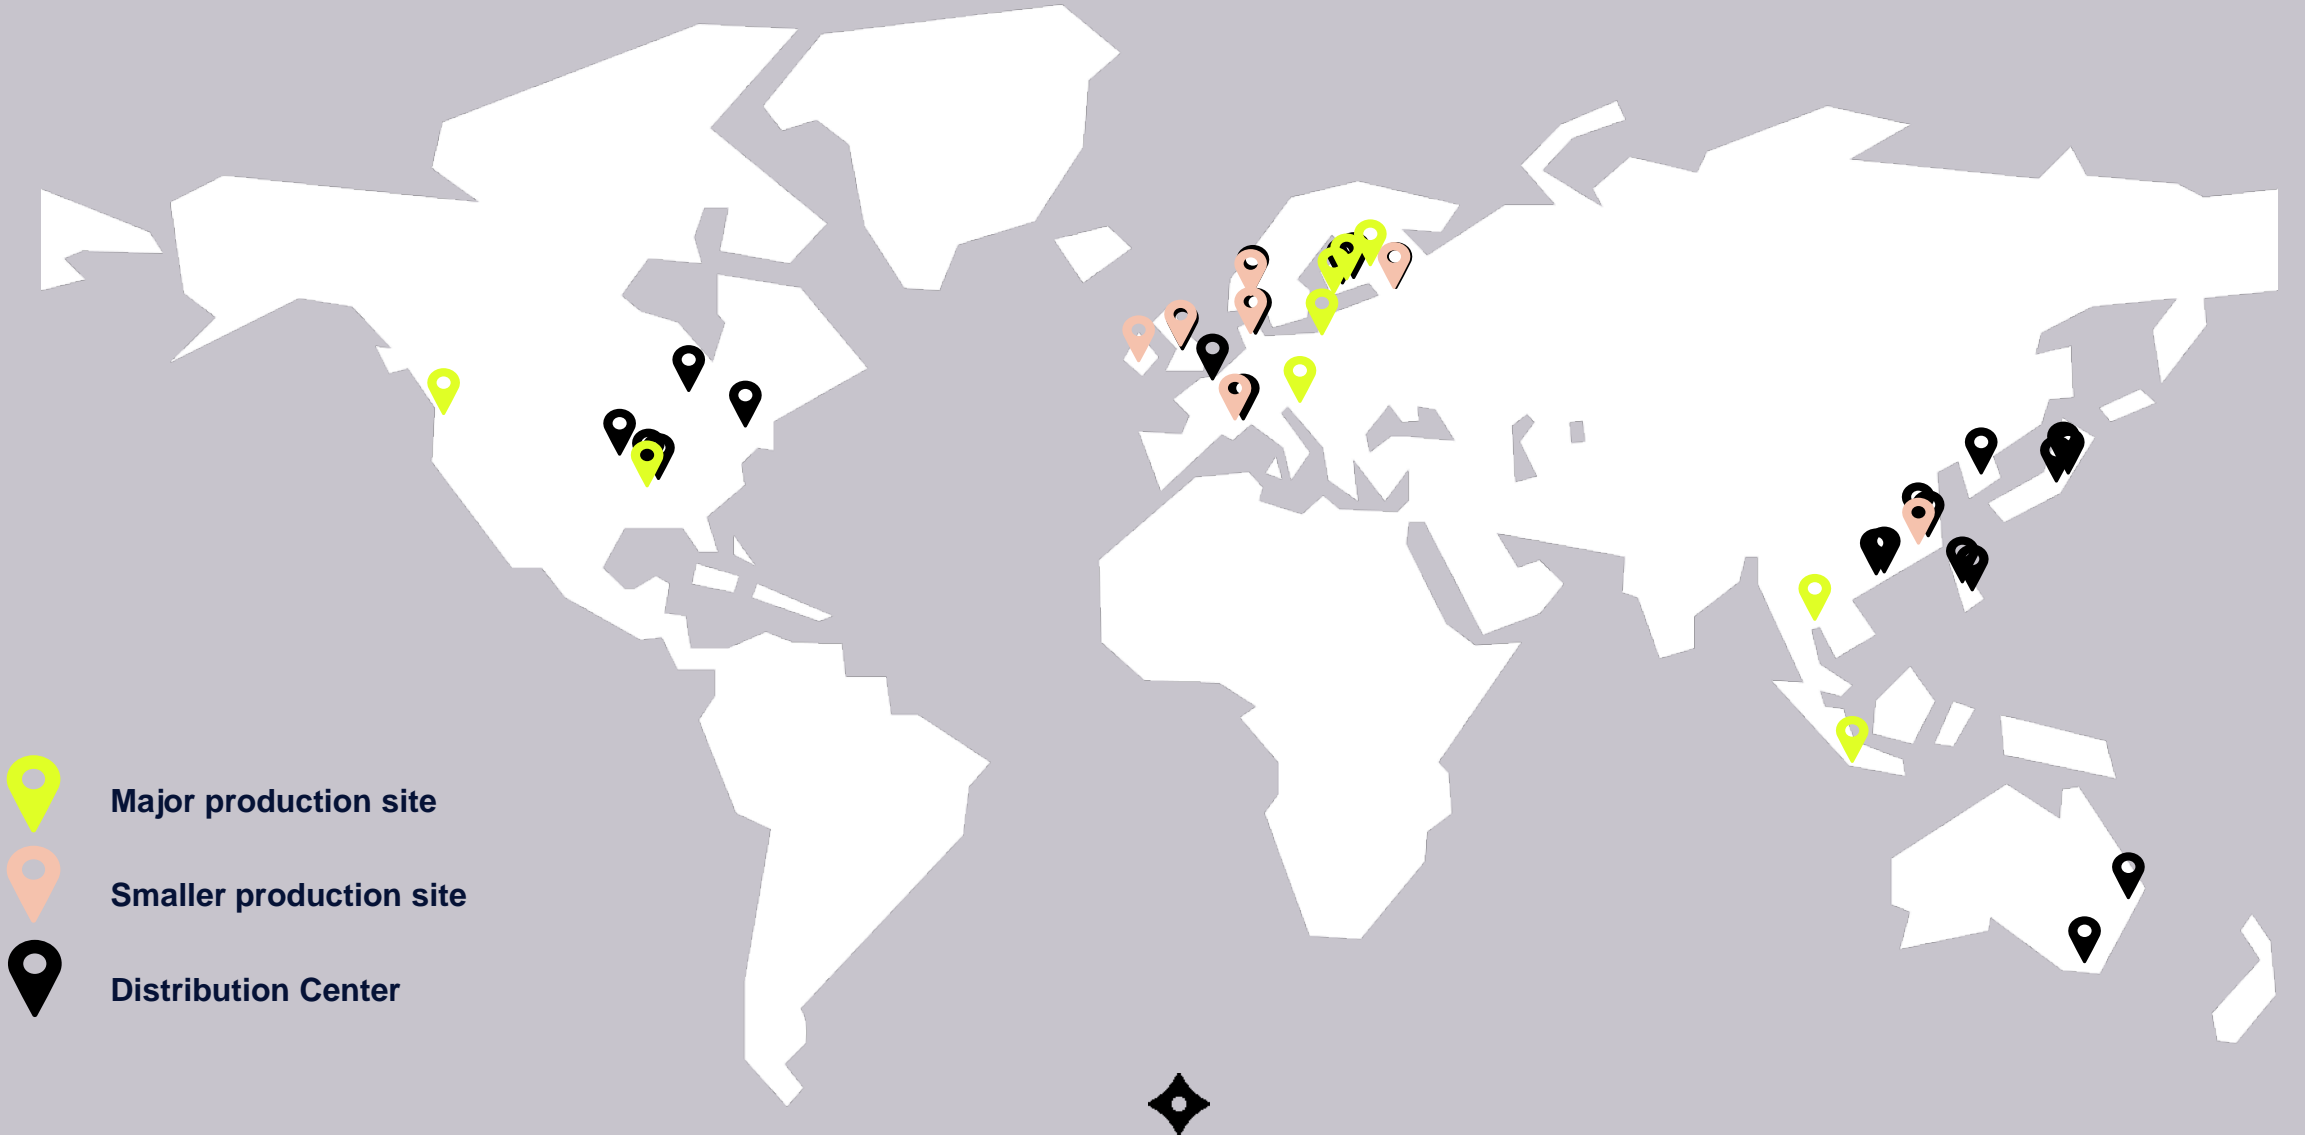 Major production site
Smaller production site
Distribution Center